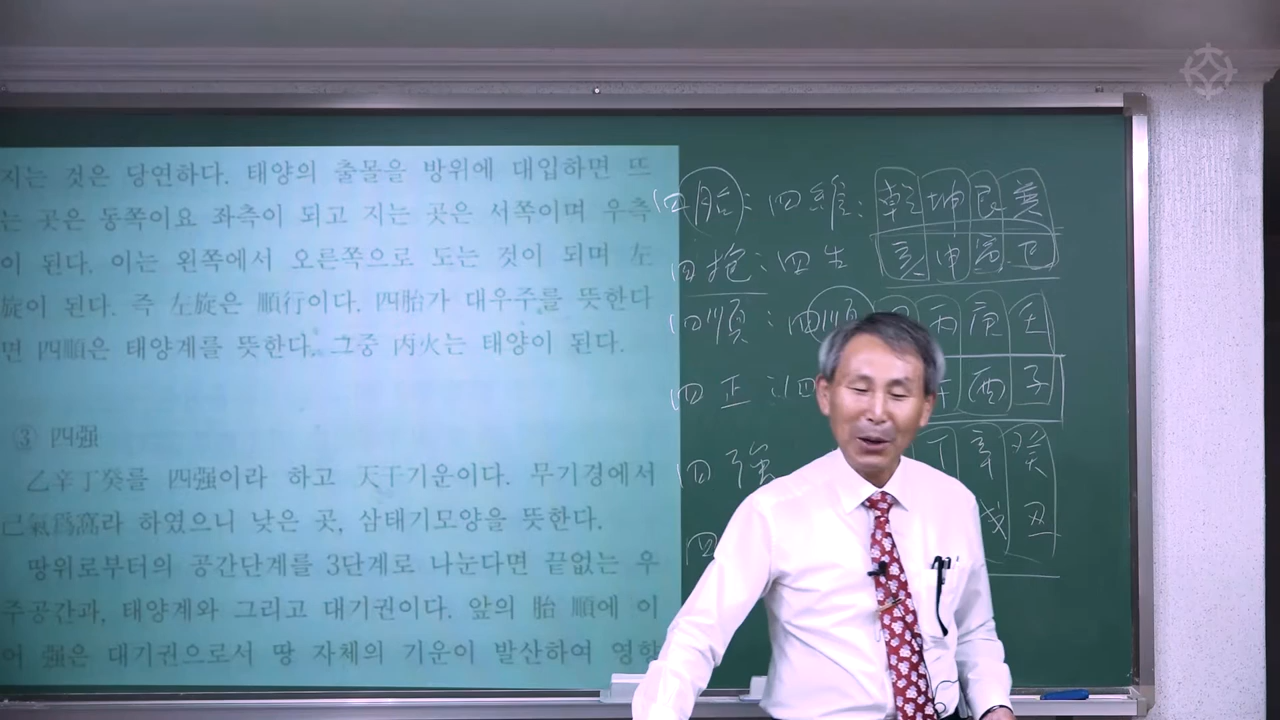 지는 것은 당연하다. 태양의 출몰을 방위에 대입하면 뜨
는 곳은 동쪽이요 좌측이 되고 지는 곳은 서쪽이며 우측
이 된다. 이는 왼쪽에서 오른쪽으로 도는 것이 되며 左
旋이 된다. 즉 左旋은 順行이다. 四胎가 대우주를 뜻한다
면 四順은 태양계를 뜻한다. 그중 丙火는 태양이 된다.
③ 四强
乙辛丁癸를 四强이라 하고 天干기운이다. 무기경에서
己氣爲窩라 하였으니 낮은 곳, 삼태기모양을 뜻한다.
땅위로부터의 공간단계를 3단계로 나눈다면 끝없는 우
주공간과, 태양계와 그리고 대기권이다. 앞의 胎 順에 이
어 强은 대기권으로서 땅 자체의 기운이 발산하여 영향
四胎: 四維: 乾坤艮巽
四抱: 四生 亥申寅巳
四順: 四順 丙庚壬
四正: 四 酉子
四強 丁辛癸
四 戌丑